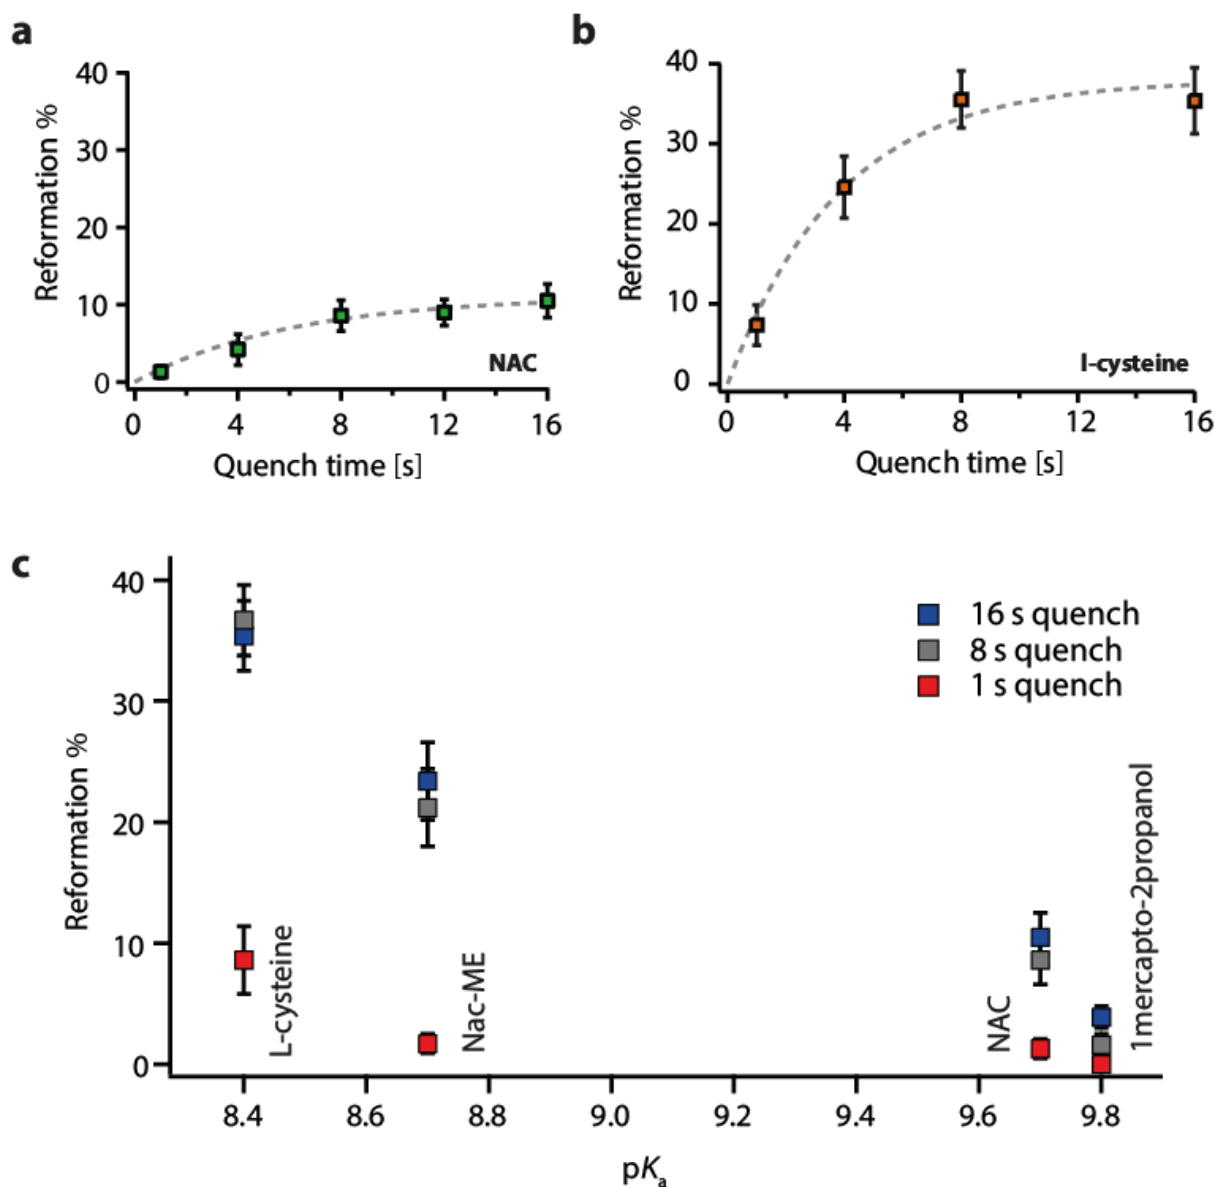 a
40
30
20
10
0
Reformation %
NAC
0 4 8 12 16
Quench time [s]
b
40
30
20
10
0
Reformation %
l-cysteine
0 4 8 12 16
Quench time [s]
c
40
30
20
10
0
Reformation %
16 s quench
8 s quench
1 s quench
L-cysteine
Nac-ME
NAC
1mercapto-2propanol
8.4 8.6 8.8 9.0 9.2 9.4 9.6 9.8
pKa